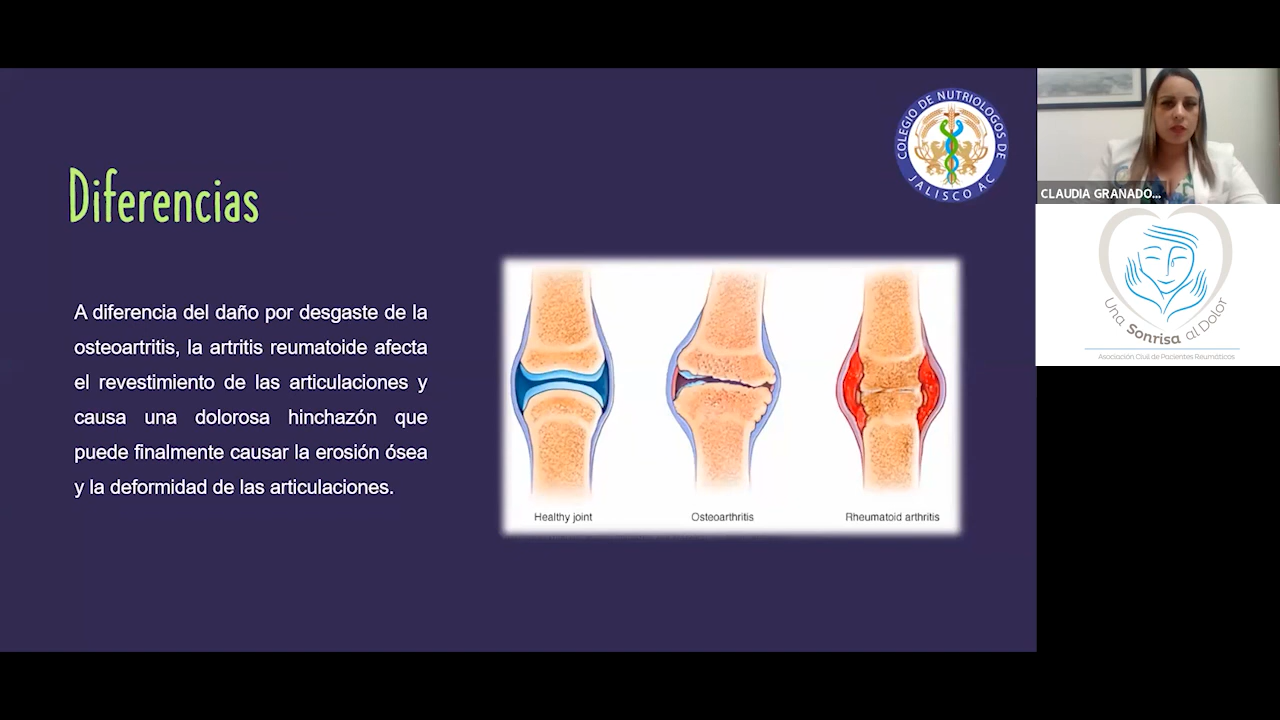 COLEGIO DE NUTRIOLOGOS DE
JALISCO AC
Diferencias
A diferencia del daño por desgaste de la
osteoartritis, la artritis reumatoide afecta
el revestimiento de las articulaciones y
causa una dolorosa hinchazón que
puede finalmente causar la erosión ósea
y la deformidad de las articulaciones.
Healthy joint
Osteoarthritis
Rheumatoid arthritis
CLAUDIA GRANADO...
Una Sonrisa al Dolor
Asociación Civil de Pacientes Reumáticos